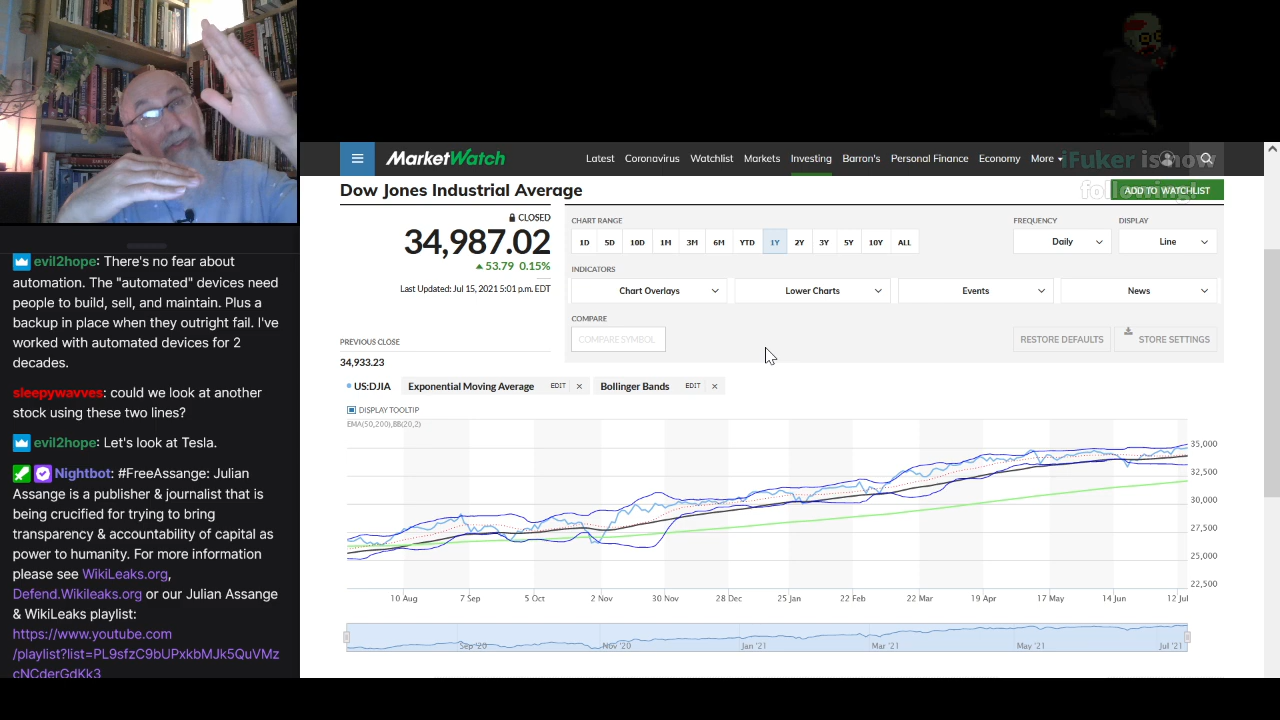 evil2hope: There's no fear about
automation. The "automated" devices need
people to build, sell, and maintain. Plus a
backup in place when they outright fail. I've
worked with automated devices for 2
decades.
sleepywavves: could we look at another
stock using these two lines?
evil2hope: Let's look at Tesla.
Nightbot: #FreeAssange: Julian
Assange is a publisher & journalist that is
being crucified for trying to bring
transparency & accountability of capital as
power to humanity. For more information
please see WikiLeaks.org,
Defend.Wikileaks.org or our Julian Assange
& WikiLeaks playlist:
https://www.youtube.com
/playlist?list=PL9sfzC9bUPxkbMJk5QuVMz
cNCderGdKk3
MarketWatch Latest Coronavirus Watchlist Markets Investing Barron's Personal Finance Economy More
iFuker is now
following!
Dow Jones Industrial Average
ADD TO WATCHLIST
CLOSED
34,987.02
53.79 0.15%
Last Updated: Jul 15, 2021 5:01 p.m. EDT
PREVIOUS CLOSE
34,933.23
CHART RANGE
1D 5D 10D 1M 3M 6M YTD 1Y 2Y 3Y 5Y 10Y ALL
FREQUENCY
Daily
DISPLAY
Line
INDICATORS
Chart Overlays Lower Charts Events News
COMPARE
COMPARE SYMBOL
RESTORE DEFAULTS STORE SETTINGS
US:DJIA Exponential Moving Average EDIT × Bollinger Bands EDIT ×
DISPLAY TOOLTIP
EMA(50,200),BB(20,2)
35,000
32,500
30,000
27,500
25,000
22,500
10 Aug 7 Sep 5 Oct 2 Nov 30 Nov 28 Dec 25 Jan 22 Feb 22 Mar 19 Apr 17 May 14 Jun 12 Jul
Sep '20 Nov '20 Jan '21 Mar '21 May '21 Jul '21